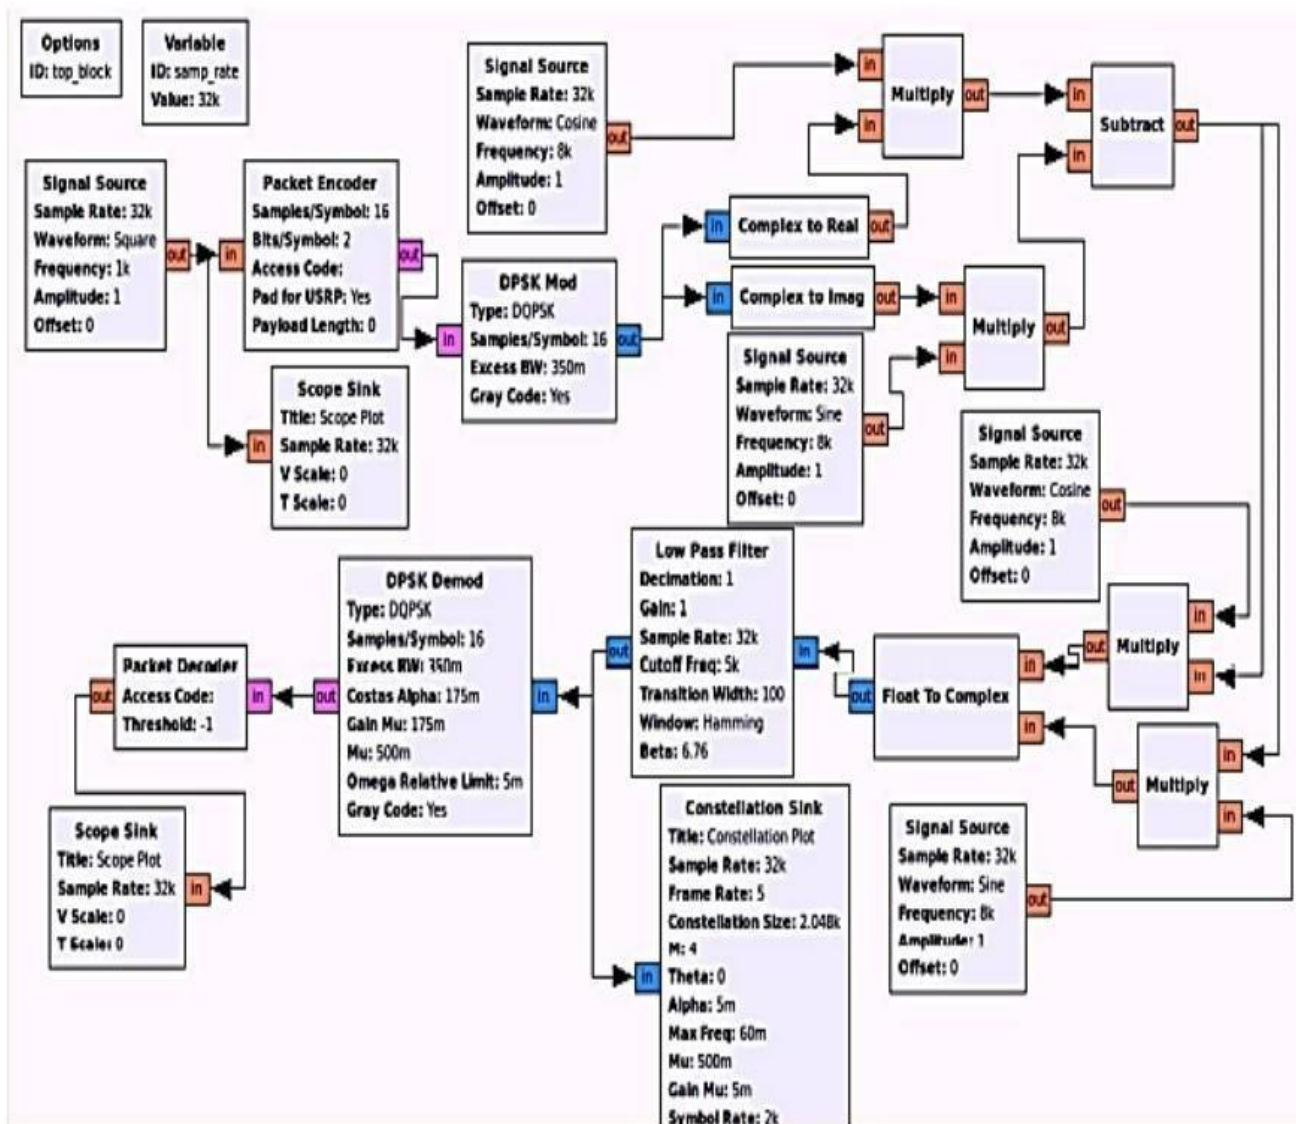 Options
ID: top_block
Variable
ID: samp_rate
Value: 32k
Signal Source
Sample Rate: 32k
Waveform: Cosine
Frequency: 8k
Amplitude: 1
Offset: 0
out
in
in
Multiply
out
in
in
Subtract
out
Signal Source
Sample Rate: 32k
Waveform: Square
Frequency: 1k
Amplitude: 1
Offset: 0
out
in
Packet Encoder
Samples/Symbol: 16
Bits/Symbol: 2
Access Code:
Pad for USRP: Yes
Payload Length: 0
out
in
DPSK Mod
Type: DQPSK
Samples/Symbol: 16
Excess BW: 350m
Gray Code: Yes
out
in
Complex to Real
out
in
Complex to Imag
out
in
in
Multiply
out
in
Scope Sink
Title: Scope Plot
Sample Rate: 32k
V Scale: 0
T Scale: 0
Signal Source
Sample Rate: 32k
Waveform: Sine
Frequency: 8k
Amplitude: 1
Offset: 0
out
Signal Source
Sample Rate: 32k
Waveform: Cosine
Frequency: 8k
Amplitude: 1
Offset: 0
out
in
in
Multiply
out
in
in
Multiply
out
in
in
Float To Complex
out
in
Low Pass Filter
Decimation: 1
Gain: 1
Sample Rate: 32k
Cutoff Freq: 5k
Transition Width: 100
Window: Hamming
Beta: 6.76
out
in
DPSK Demod
Type: DQPSK
Samples/Symbol: 16
Excess BW: 350m
Costas Alpha: 175m
Gain Mu: 175m
Mu: 500m
Omega Relative Limit: 5m
Gray Code: Yes
out
in
Packet Decoder
Access Code:
Threshold: -1
out
Scope Sink
Title: Scope Plot
Sample Rate: 32k
V Scale: 0
T Scale: 0
in
in
Constellation Sink
Title: Constellation Plot
Sample Rate: 32k
Frame Rate: 5
Constellation Size: 2.048k
M: 4
Theta: 0
Alpha: 5m
Max Freq: 60m
Mu: 500m
Gain Mu: 5m
Symbol Rate: 2k
Signal Source
Sample Rate: 32k
Waveform: Sine
Frequency: 8k
Amplitude: 1
Offset: 0
out